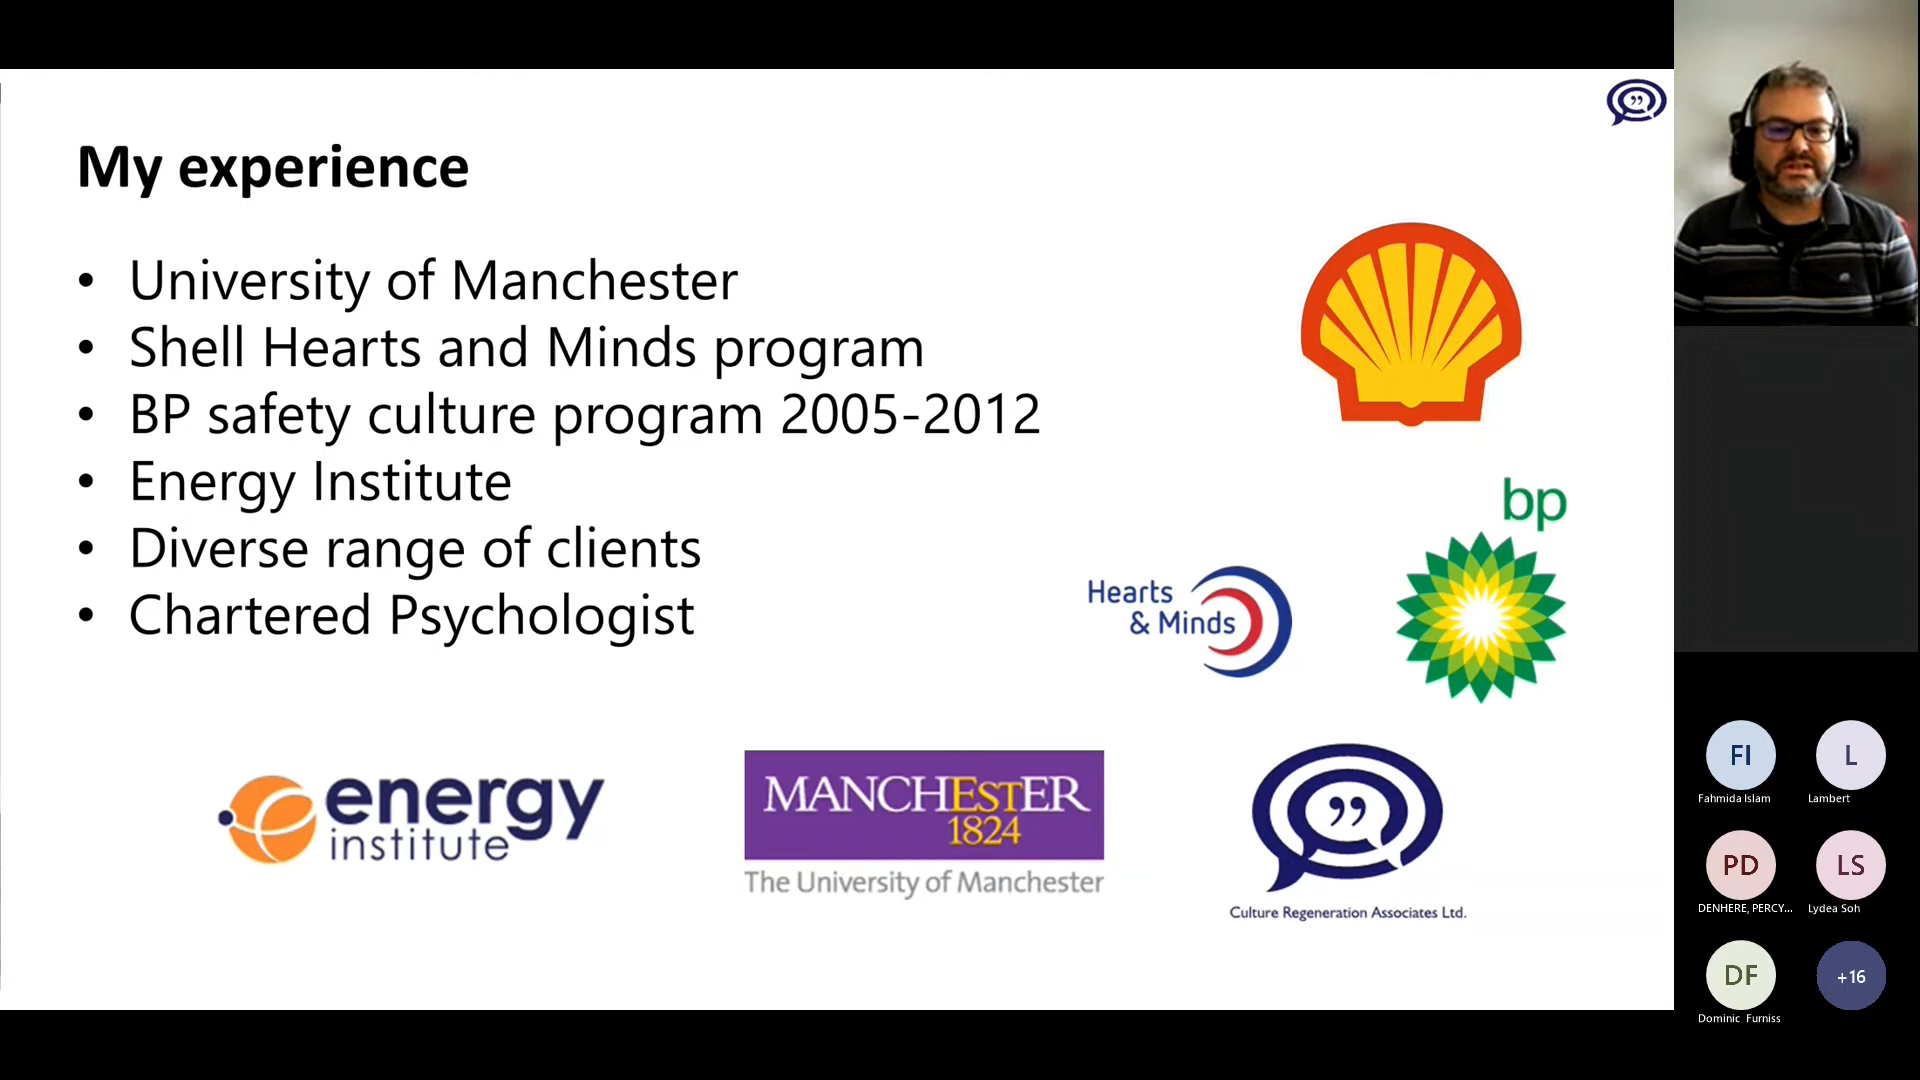 My experience
• University of Manchester
• Shell Hearts and Minds program
• BP safety culture program 2005-2012
• Energy Institute
• Diverse range of clients
• Chartered Psychologist
bp
Hearts
& Minds
energy
institute
MANCHEStER
1824
The University of Manchester
”
Culture Regeneration Associates Ltd.
”
FI
Fahmida Islam
L
Lambert
PD
DENHERE, PERCY...
LS
Lydea Soh
DF
Dominic Furniss
+16